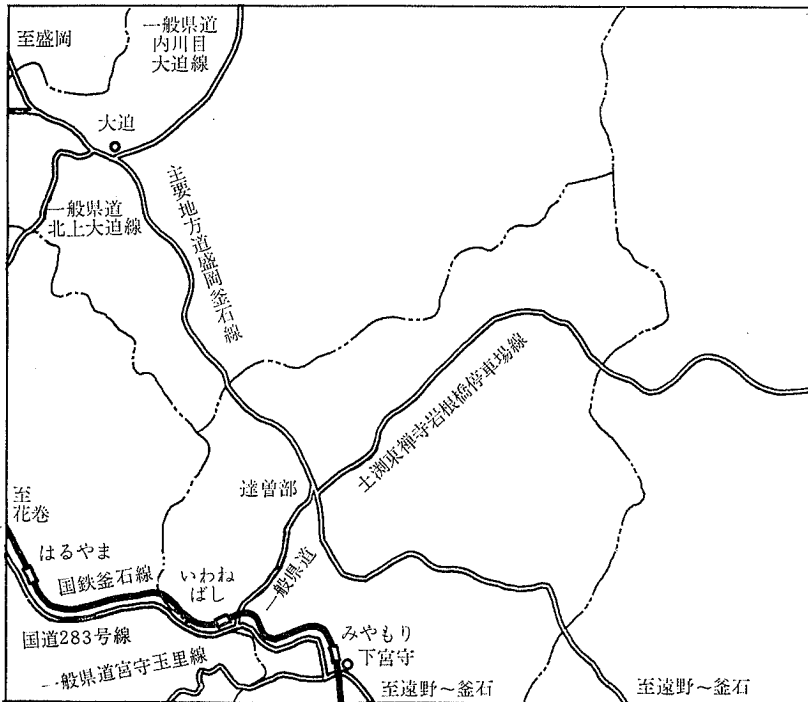 至盛岡
一般県道
内川目
大迫線
大迫
主要地方道盛岡釜石線
一般県道
北上大迫線
土渕東禅寺岩根橋停車場線
達曽部
至
花巻
はるやま
国鉄釜石線
いわね
ばし
一般県道
国道283号線
みやもり
下宮守
一般県道宮守玉里線
至遠野～釜石
至遠野～釜石